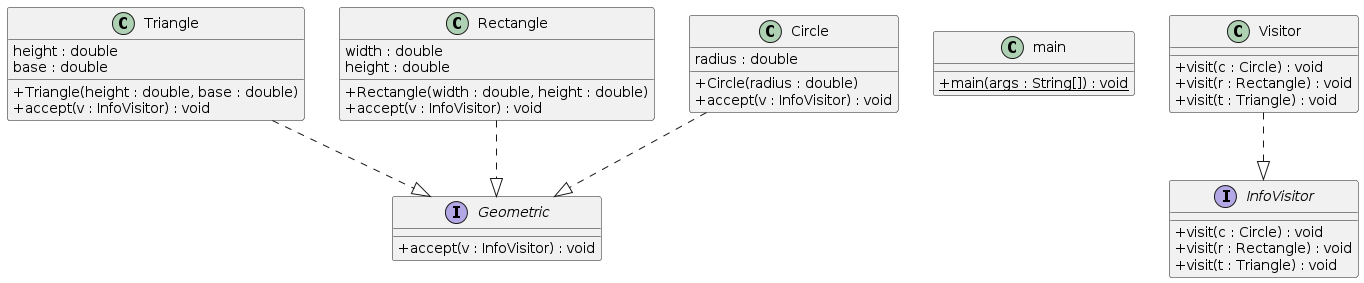 C Triangle
height : double
base : double
+Triangle(height : double, base : double)
+accept(v : InfoVisitor) : void
C Rectangle
width : double
height : double
+Rectangle(width : double, height : double)
+accept(v : InfoVisitor) : void
C Circle
radius : double
+Circle(radius : double)
+accept(v : InfoVisitor) : void
C main
+main(args : String[]) : void
C Visitor
+visit(c : Circle) : void
+visit(r : Rectangle) : void
+visit(t : Triangle) : void
I Geometric
+accept(v : InfoVisitor) : void
I InfoVisitor
+visit(c : Circle) : void
+visit(r : Rectangle) : void
+visit(t : Triangle) : void